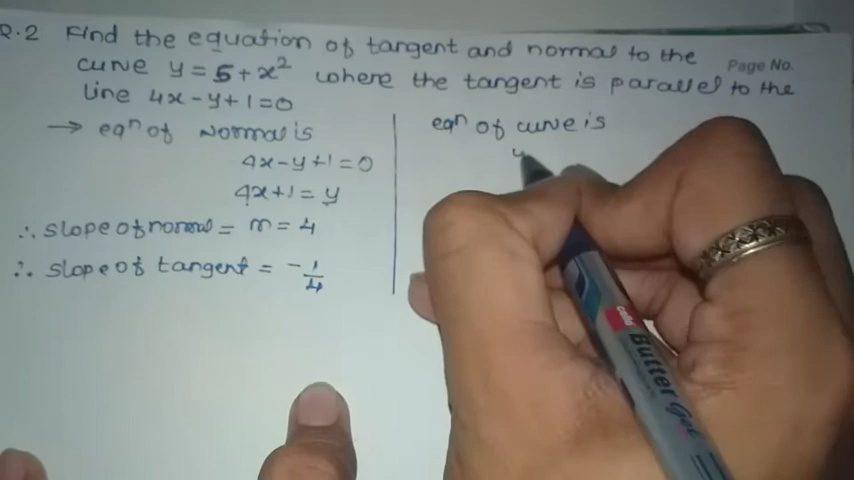 Q.2 Find the equation of tangent and normal to the
Page No.
curve y = 5 + x² where the tangent is parallel to the
line 4x - y + 1 = 0
→ eqⁿ of Normal is
4x - y + 1 = 0
4x + 1 = y
∴ slope of normal = m = 4
∴ slope of tangent = -1/4
eqⁿ of curve is
y
cello
Butter Gel